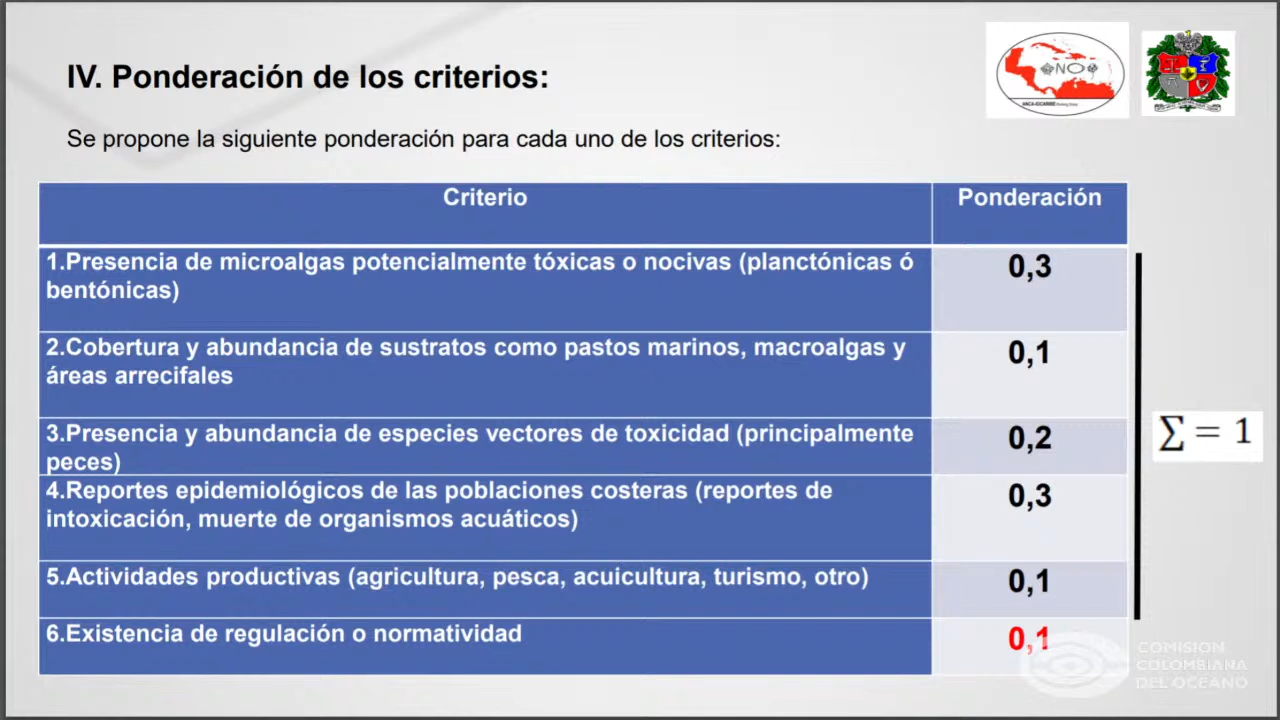 IV. Ponderación de los criterios:
Se propone la siguiente ponderación para cada uno de los criterios:
Criterio
Ponderación
1.Presencia de microalgas potencialmente tóxicas o nocivas (planctónicas ó
bentónicas)
0,3
2.Cobertura y abundancia de sustratos como pastos marinos, macroalgas y
áreas arrecifales
0,1
3.Presencia y abundancia de especies vectores de toxicidad (principalmente
peces)
0,2
4.Reportes epidemiológicos de las poblaciones costeras (reportes de
intoxicación, muerte de organismos acuáticos)
0,3
5.Actividades productivas (agricultura, pesca, acuicultura, turismo, otro)
0,1
6.Existencia de regulación o normatividad
0,1
∑ = 1
COMISIÓN
COLOMBIANA
DEL OCÉANO